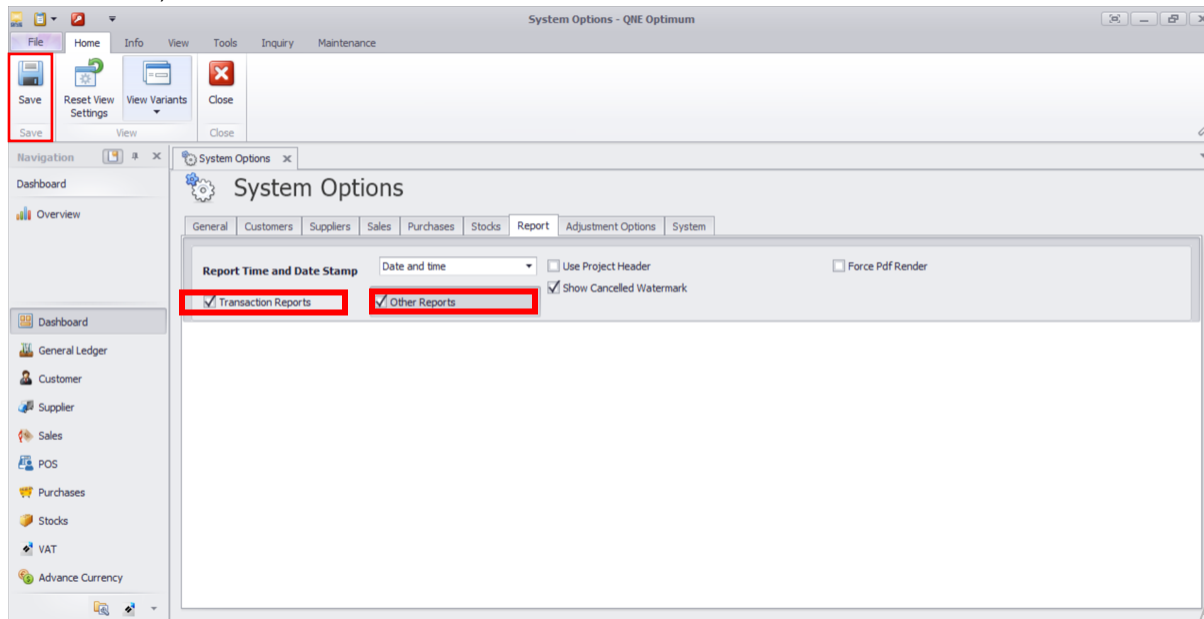 System Options - QNE Optimum
File Home Info View Tools Inquiry Maintenance
Save Reset View Settings View Variants Close
Save View Close
Navigation
System Options
Dashboard
System Options
Overview
General Customers Suppliers Sales Purchases Stocks Report Adjustment Options System
Report Time and Date Stamp Date and time Use Project Header Force Pdf Render
Show Cancelled Watermark
Transaction Reports Other Reports
Dashboard
General Ledger
Customer
Supplier
Sales
POS
Purchases
Stocks
VAT
Advance Currency